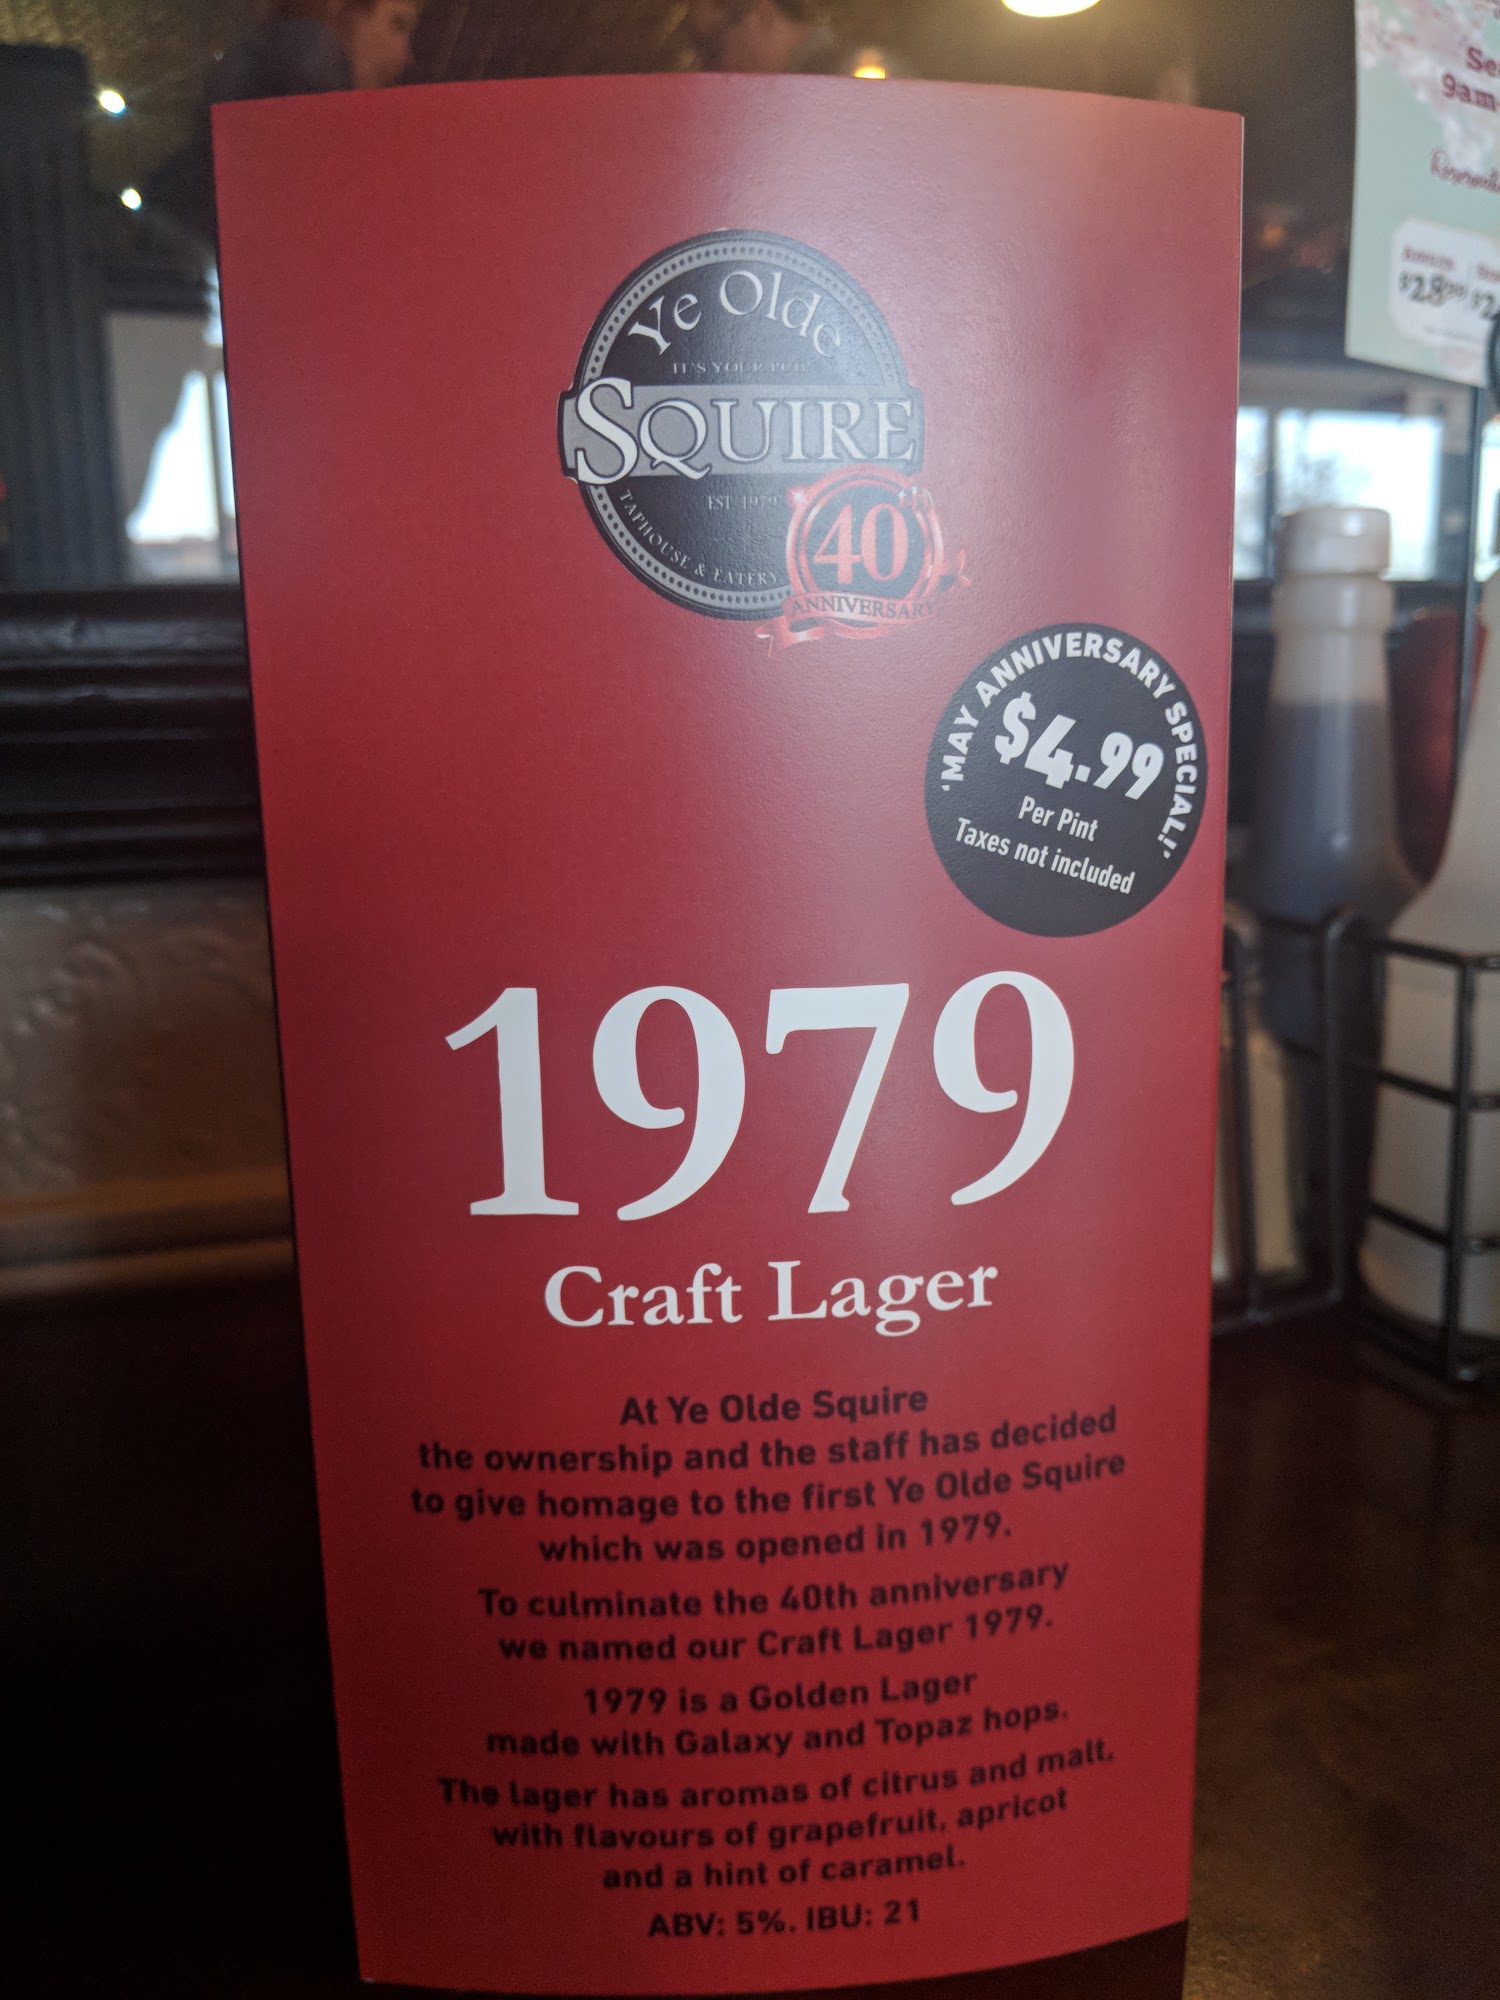 Ye Olde
IT'S YOUR PUB
SQUIRE
EST 1979
TAPHOUSE & EATERY
40th
ANNIVERSARY
'MAY ANNIVERSARY SPECIAL!'
$4.99
Per Pint
Taxes not included
1979
Craft Lager
At Ye Olde Squire
the ownership and the staff has decided
to give homage to the first Ye Olde Squire
which was opened in 1979.
To culminate the 40th anniversary
we named our Craft Lager 1979.
1979 is a Golden Lager
made with Galaxy and Topaz hops.
The lager has aromas of citrus and malt,
with flavours of grapefruit, apricot
and a hint of caramel.
ABV: 5%. IBU: 21
9am
$28